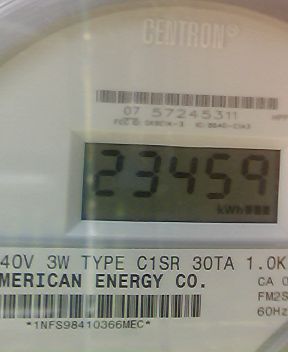 CENTRON®
07 57245311
23459
kWh
40V 3W TYPE C1SR 30TA 1.0K
MERICAN ENERGY CO.
CA 0
FM2S
60Hz
*1NFS98410366MEC*